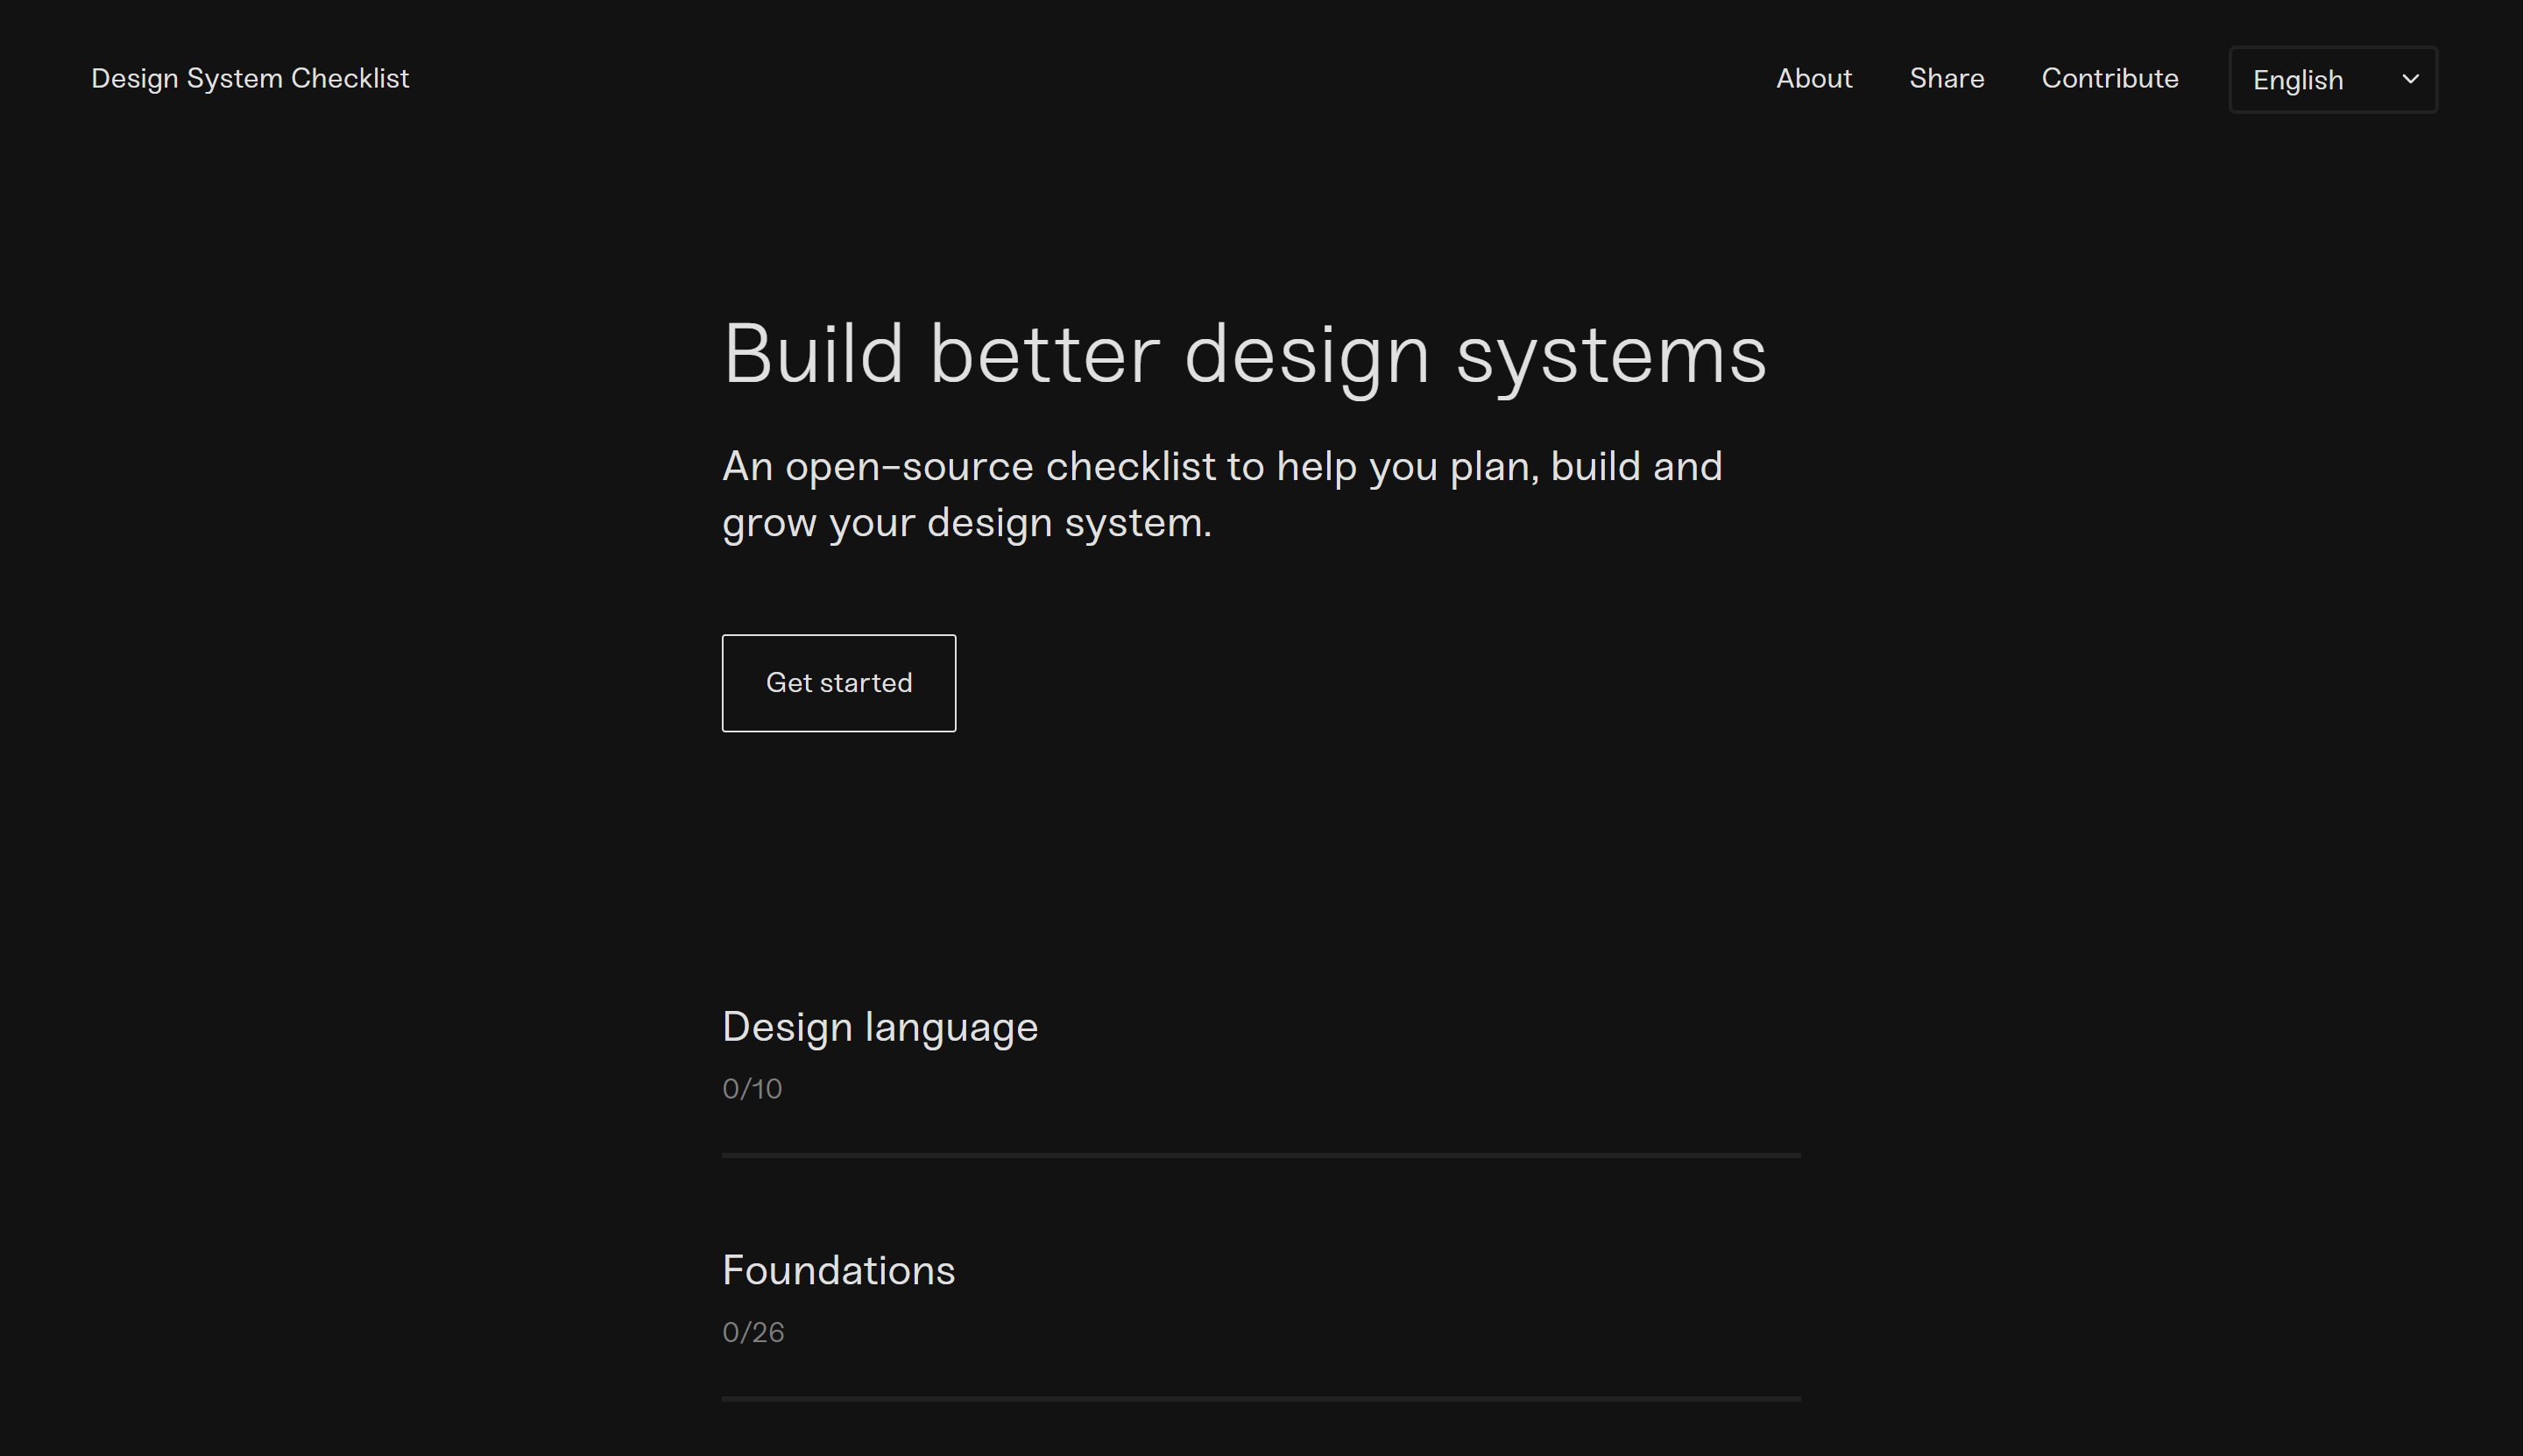 Design System Checklist
About
Share
Contribute
English
Build better design systems
An open-source checklist to help you plan, build and
grow your design system.
Get started
Design language
0/10
Foundations
0/26